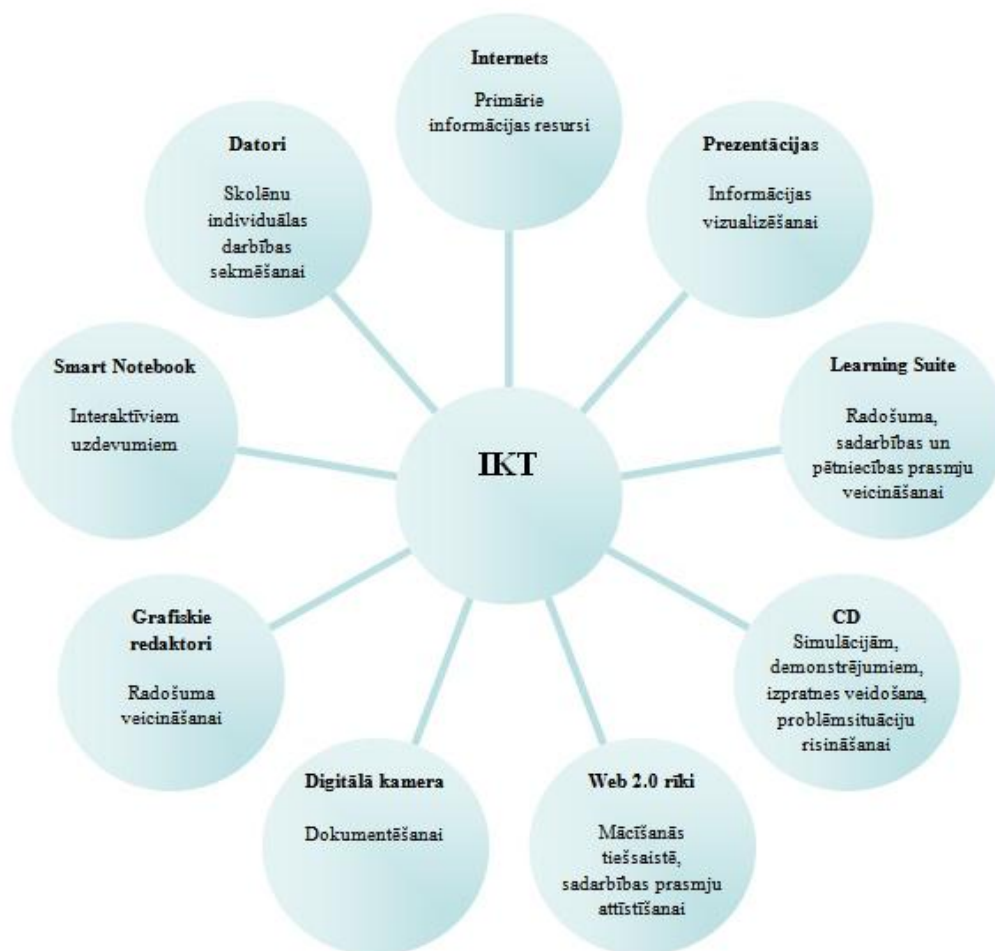 Internets
Primārie
informācijas resursi
Prezentācijas
Informācijas
vizualizēšanai
Learning Suite
Radošuma,
sadarbības un
pētniecības prasmju
veicināšanai
CD
Simulācijām,
demonstrējumiem,
izpratnes veidošana,
problēmsituāciju
risināšanai
Web 2.0 rīki
Mācīšanās
tiešsaistē,
sadarbības prasmju
attīstīšanai
Digitālā kamera
Dokumentēšanai
Grafiskie
redaktori
Radošuma
veicināšanai
Smart Notebook
Interaktīviem
uzdevumiem
Datori
Skolēnu
individuālas
darbības
sekmēšanai
IKT